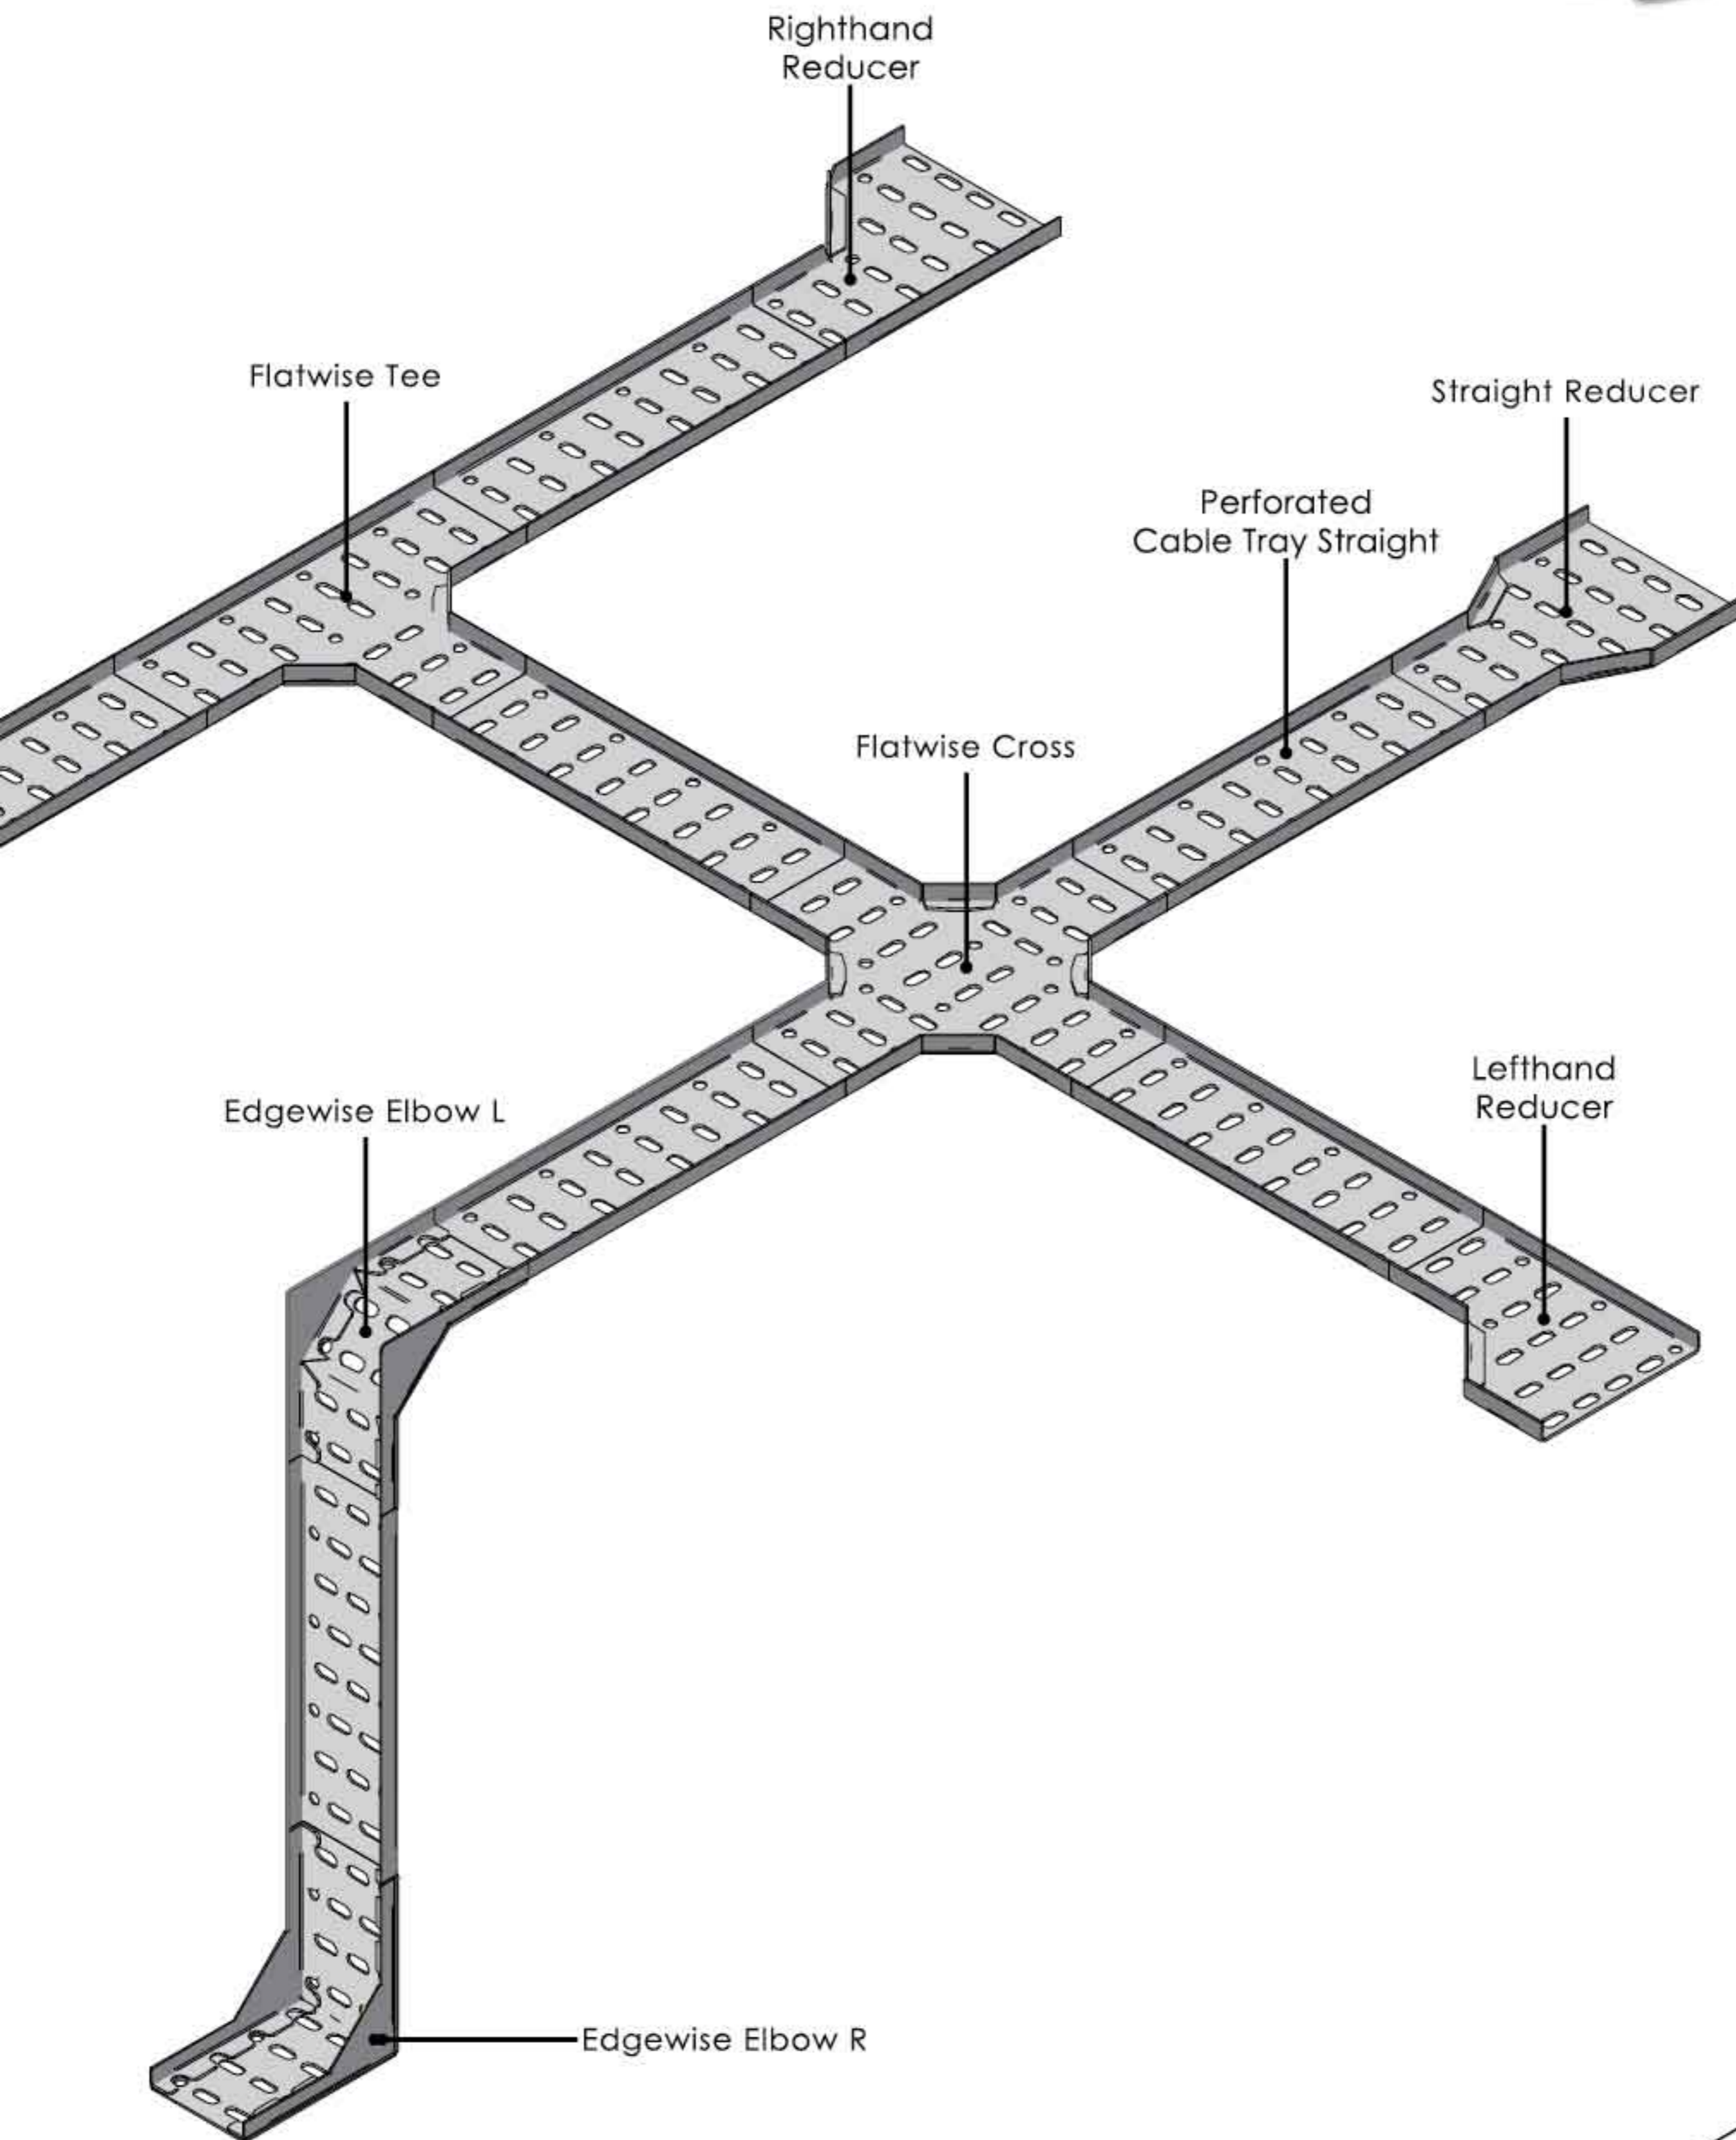 Righthand
Reducer
Flatwise Tee
Straight Reducer
Perforated
Cable Tray Straight
Flatwise Cross
Lefthand
Reducer
Edgewise Elbow L
Edgewise Elbow R